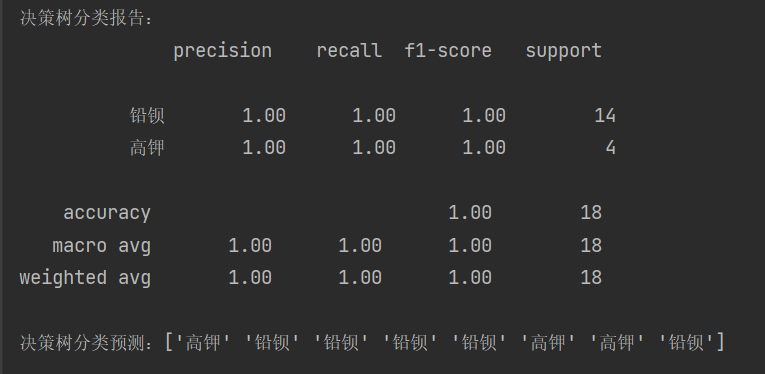 决策树分类报告:
precision recall f1-score support
铅钡 1.00 1.00 1.00 14
高钾 1.00 1.00 1.00 4
accuracy 1.00 18
macro avg 1.00 1.00 1.00 18
weighted avg 1.00 1.00 1.00 18
决策树分类预测: ['高钾' '铅钡' '铅钡' '铅钡' '铅钡' '高钾' '高钾' '铅钡']